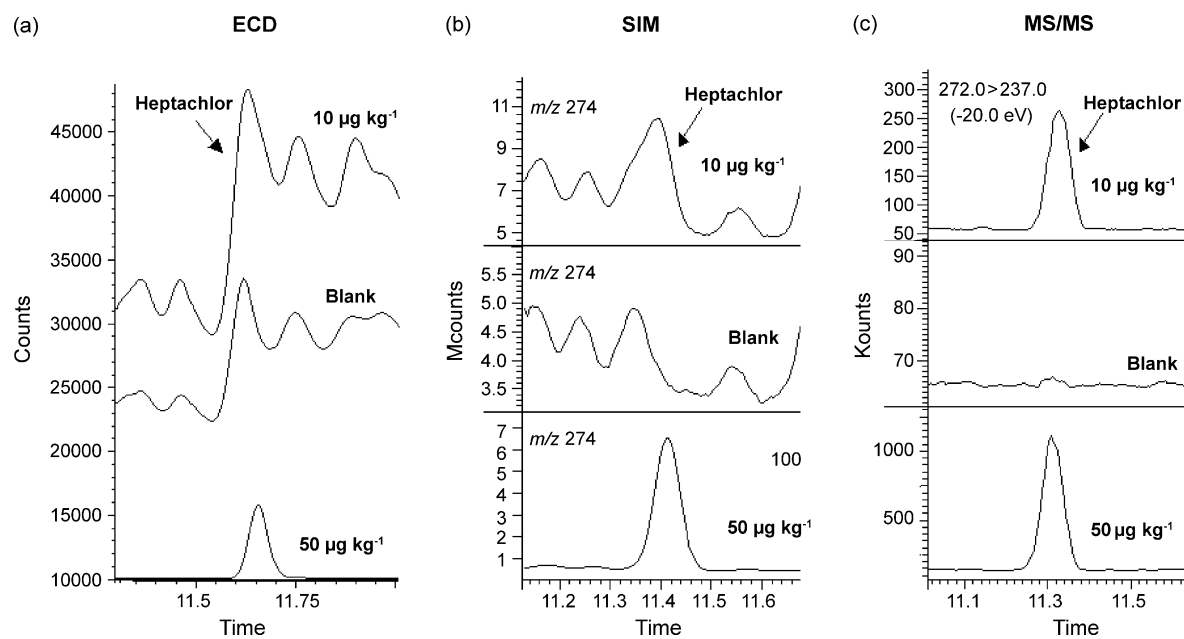 (a) ECD
Counts
45000
40000
35000
30000
25000
20000
15000
10000
Heptachlor
10 µg kg-1
Blank
50 µg kg-1
11.5 11.75
Time
(b) SIM
Mcounts
11
9
7
5
m/z 274
Heptachlor
10 µg kg-1
5.5
5.0
4.5
4.0
3.5
m/z 274
Blank
7
6
5
4
3
2
1
m/z 274
100
50 µg kg-1
11.2 11.3 11.4 11.5 11.6
Time
(c) MS/MS
Kounts
300
250
200
150
100
50
272.0>237.0
(-20.0 eV)
Heptachlor
10 µg kg-1
90
80
70
Blank
1000
500
50 µg kg-1
11.1 11.3 11.5
Time